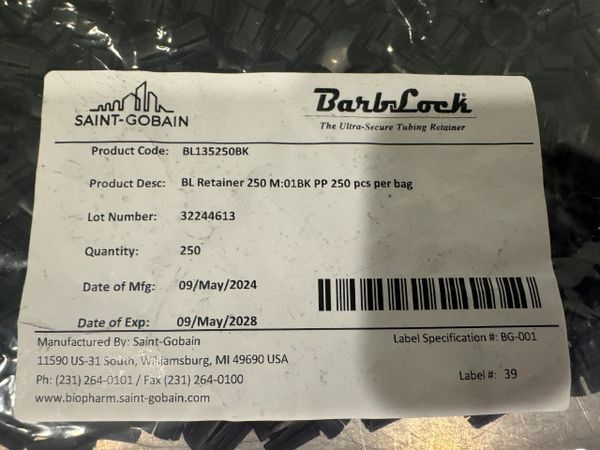 SAINT-GOBAIN
BarbLock®
The Ultra-Secure Tubing Retainer
Product Code: BL135250BK
Product Desc: BL Retainer 250 M:01BK PP 250 pcs per bag
Lot Number: 32244613
Quantity: 250
Date of Mfg: 09/May/2024
Date of Exp: 09/May/2028
Manufactured By: Saint-Gobain
Label Specification #: BG-001
11590 US-31 South, Williamsburg, MI 49690 USA
Ph: (231) 264-0101 / Fax (231) 264-0100
Label #: 39
www.biopharm.saint-gobain.com